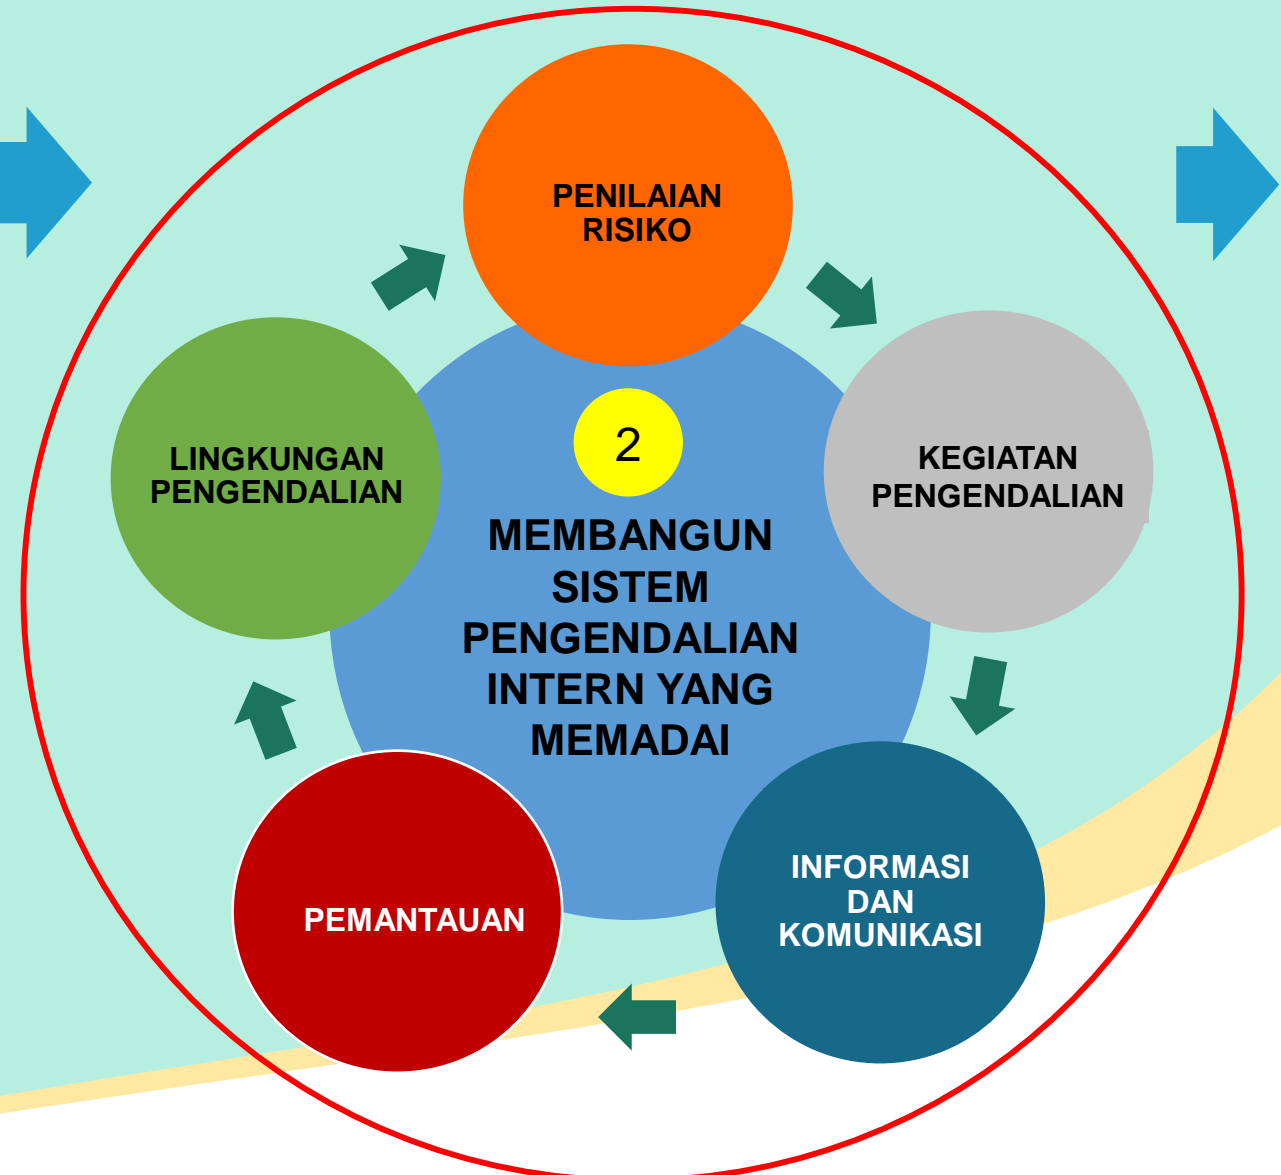 PENILAIAN
RISIKO
LINGKUNGAN
PENGENDALIAN
KEGIATAN
PENGENDALIAN
2
MEMBANGUN
SISTEM
PENGENDALIAN
INTERN YANG
MEMADAI
INFORMASI
DAN
KOMUNIKASI
PEMANTAUAN